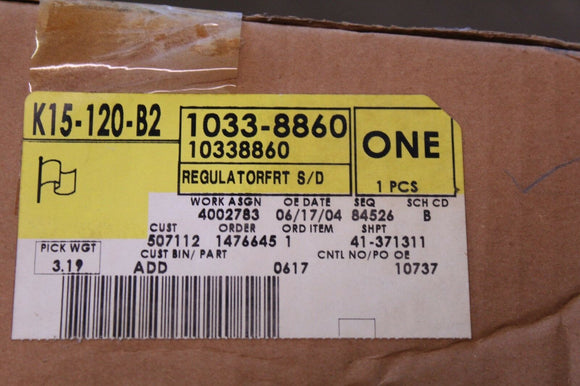 K15-120-B2
1033-8860
10338860
REGULATORFRT S/D
ONE
1 PCS
WORK ASGN OE DATE SEQ SCH CD
4002783 06/17/04 84526 B
CUST ORDER ORD ITEM SHPT
507112 1476645 1 41-371311
PICK WGT
3.19
CUST BIN/ PART CNTL NO/PO OE
ADD 0617 10737